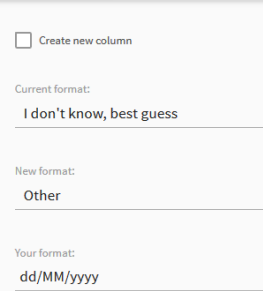 Create new column
Current format:
I don't know, best guess
New format:
Other
Your format:
dd/MM/yyyy